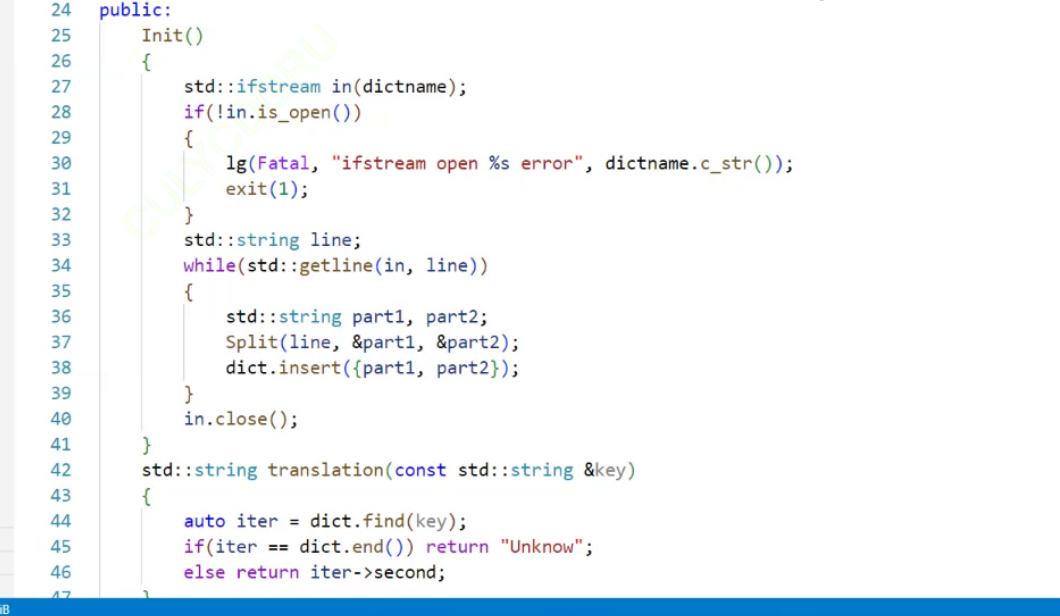 24 public:
25     Init()
26     {
27         std::ifstream in(dictname);
28         if(!in.is_open())
29         {
30             lg(Fatal, "ifstream open %s error", dictname.c_str());
31             exit(1);
32         }
33         std::string line;
34         while(std::getline(in, line))
35         {
36             std::string part1, part2;
37             Split(line, &part1, &part2);
38             dict.insert({part1, part2});
39         }
40         in.close();
41     }
42     std::string translation(const std::string &key)
43     {
44         auto iter = dict.find(key);
45         if(iter == dict.end()) return "Unknow";
46         else return iter->second;
47     }
iB